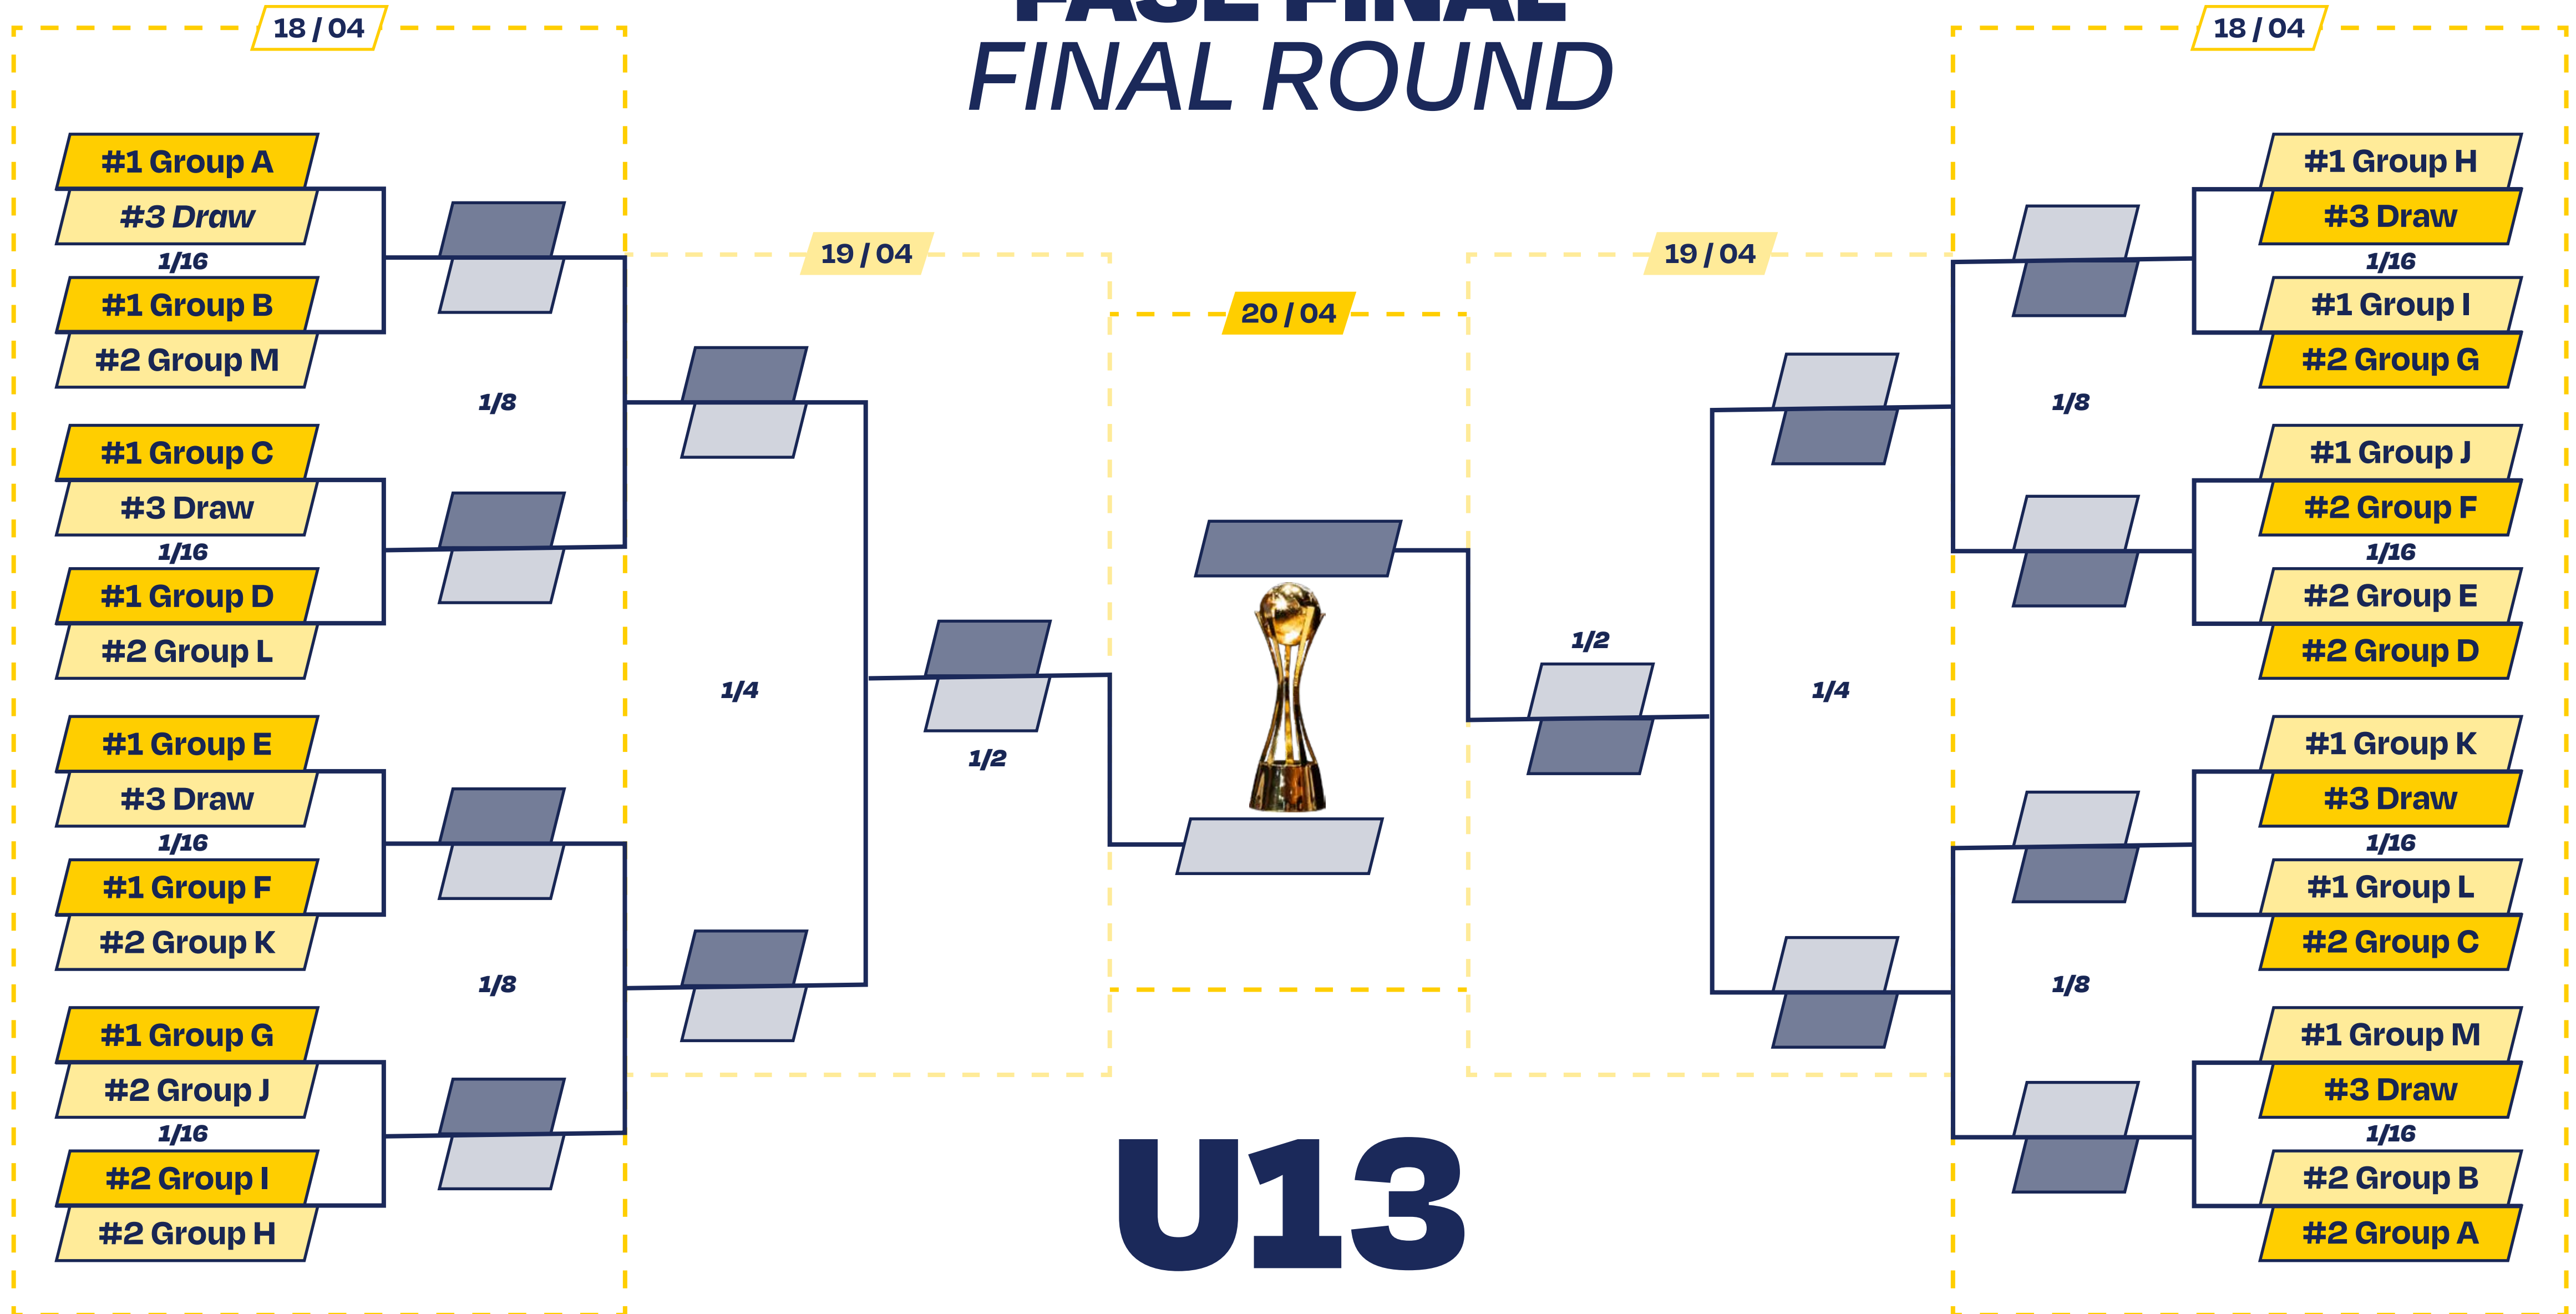 FASE FINAL
FINAL ROUND
18 / 04
#1 Group A
#3 Draw
1/16
#1 Group B
#2 Group M
#1 Group C
#3 Draw
1/16
#1 Group D
#2 Group L
#1 Group E
#3 Draw
1/16
#1 Group F
#2 Group K
#1 Group G
#2 Group J
1/16
#2 Group I
#2 Group H
1/8
1/8
19 / 04
1/4
1/2
20 / 04
19 / 04
1/2
1/4
18 / 04
1/8
1/8
#1 Group H
#3 Draw
1/16
#1 Group I
#2 Group G
#1 Group J
#2 Group F
1/16
#2 Group E
#2 Group D
#1 Group K
#3 Draw
1/16
#1 Group L
#2 Group C
#1 Group M
#3 Draw
1/16
#2 Group B
#2 Group A
U13